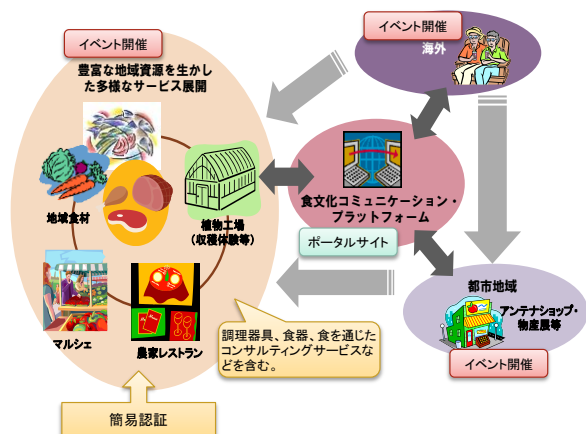 イベント開催
豊富な地域資源を生かし
た多様なサービス展開
地域食材
植物工場
（収穫体験等）
マルシェ
農家レストラン
調理器具、食器、食を通じた
コンサルティングサービスな
どを含む。
簡易認証
イベント開催
海外
食文化コミュニケーション・
プラットフォーム
ポータルサイト
都市地域
アンテナショップ・
物産展等
イベント開催